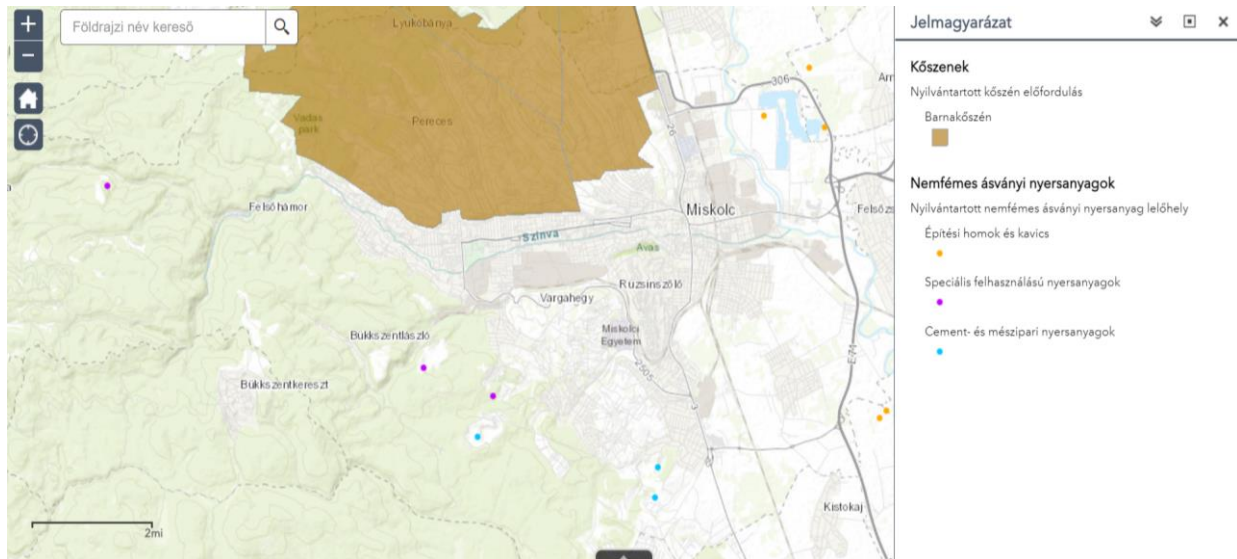 +
Földrajzi név kereső
−
Lyukóbánya
306
Vadas
park
Pereces
26
Felsőhámor
Miskolc
Szinva
Avas
Ruzsinszőlő
Vargahegy
Miskolci
Egyetem
Bükkszentlászló
Bükkszentkereszt
2505
E71
3
Kistokaj
2mi
Jelmagyarázat
Kőszenek
Nyilvántartott kőszén előfordulás
Barnakőszén
Nemfémes ásványi nyersanyagok
Nyilvántartott nemfémes ásványi nyersanyag lelőhely
Építési homok és kavics
Speciális felhasználású nyersanyagok
Cement- és mészipari nyersanyagok